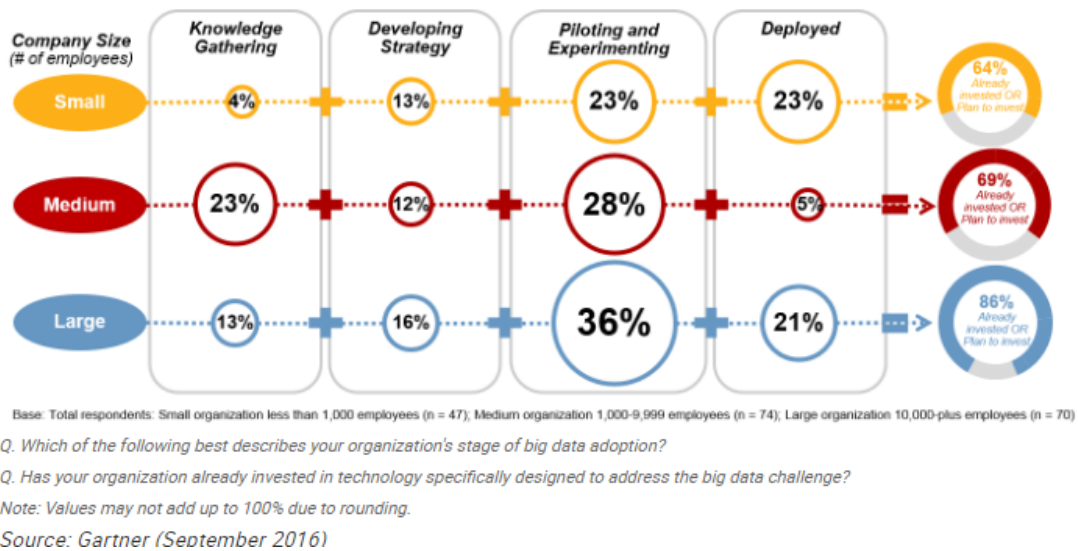 Company Size
(# of employees)
Knowledge
Gathering
Developing
Strategy
Piloting and
Experimenting
Deployed
Small
4%
13%
23%
23%
64%
Already
invested OR
Plan to invest
Medium
23%
12%
28%
5%
69%
Already
invested OR
Plan to invest
Large
13%
16%
36%
21%
86%
Already
invested OR
Plan to invest
Base: Total respondents: Small organization less than 1,000 employees (n = 47); Medium organization 1,000-9,999 employees (n = 74); Large organization 10,000-plus employees (n = 70)
Q. Which of the following best describes your organization's stage of big data adoption?
Q. Has your organization already invested in technology specifically designed to address the big data challenge?
Note: Values may not add up to 100% due to rounding.
Source: Gartner (September 2016)